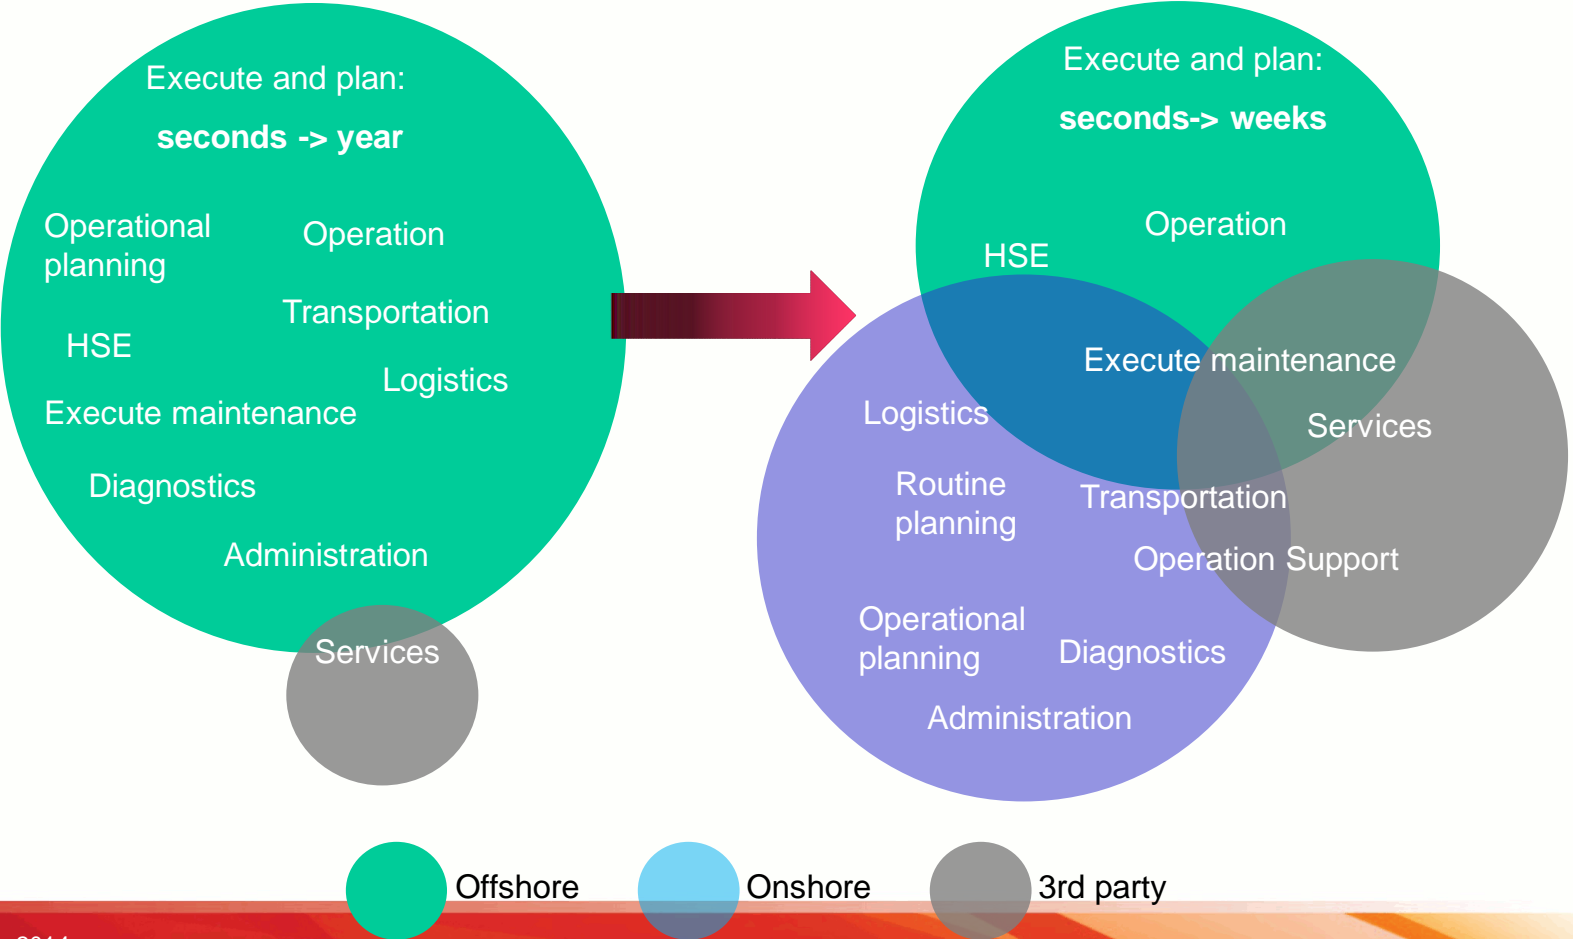 Execute and plan:
seconds -> year
Operational
planning
Operation
Transportation
HSE
Logistics
Execute maintenance
Diagnostics
Administration
Services
Execute and plan:
seconds-> weeks
Operation
HSE
Execute maintenance
Logistics
Services
Routine
planning
Transportation
Operation Support
Operational
planning
Diagnostics
Administration
Offshore
Onshore
3rd party